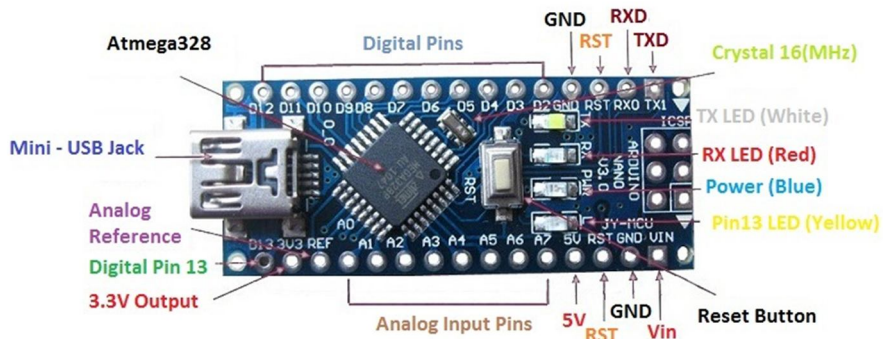 GND
RXD
Atmega328
Digital Pins
RST
TXD
Crystal 16(MHz)
D12 D11 D10 D9 D8 D7 D6 D5 D4 D3 D2 GND RST RX0 TX1
TX
ICSP
TX LED (White)
Mini - USB Jack
RX
RX LED (Red)
ARDUINO
NANO
V3.0
RST
PWR
Power (Blue)
Analog
Reference
A0
L
JY-MCU
Pin13 LED (Yellow)
D13 3V3 REF A1 A2 A3 A4 A5 A6 A7 5V RST GND VIN
Digital Pin 13
3.3V Output
Analog Input Pins
5V
RST
GND
Vin
Reset Button